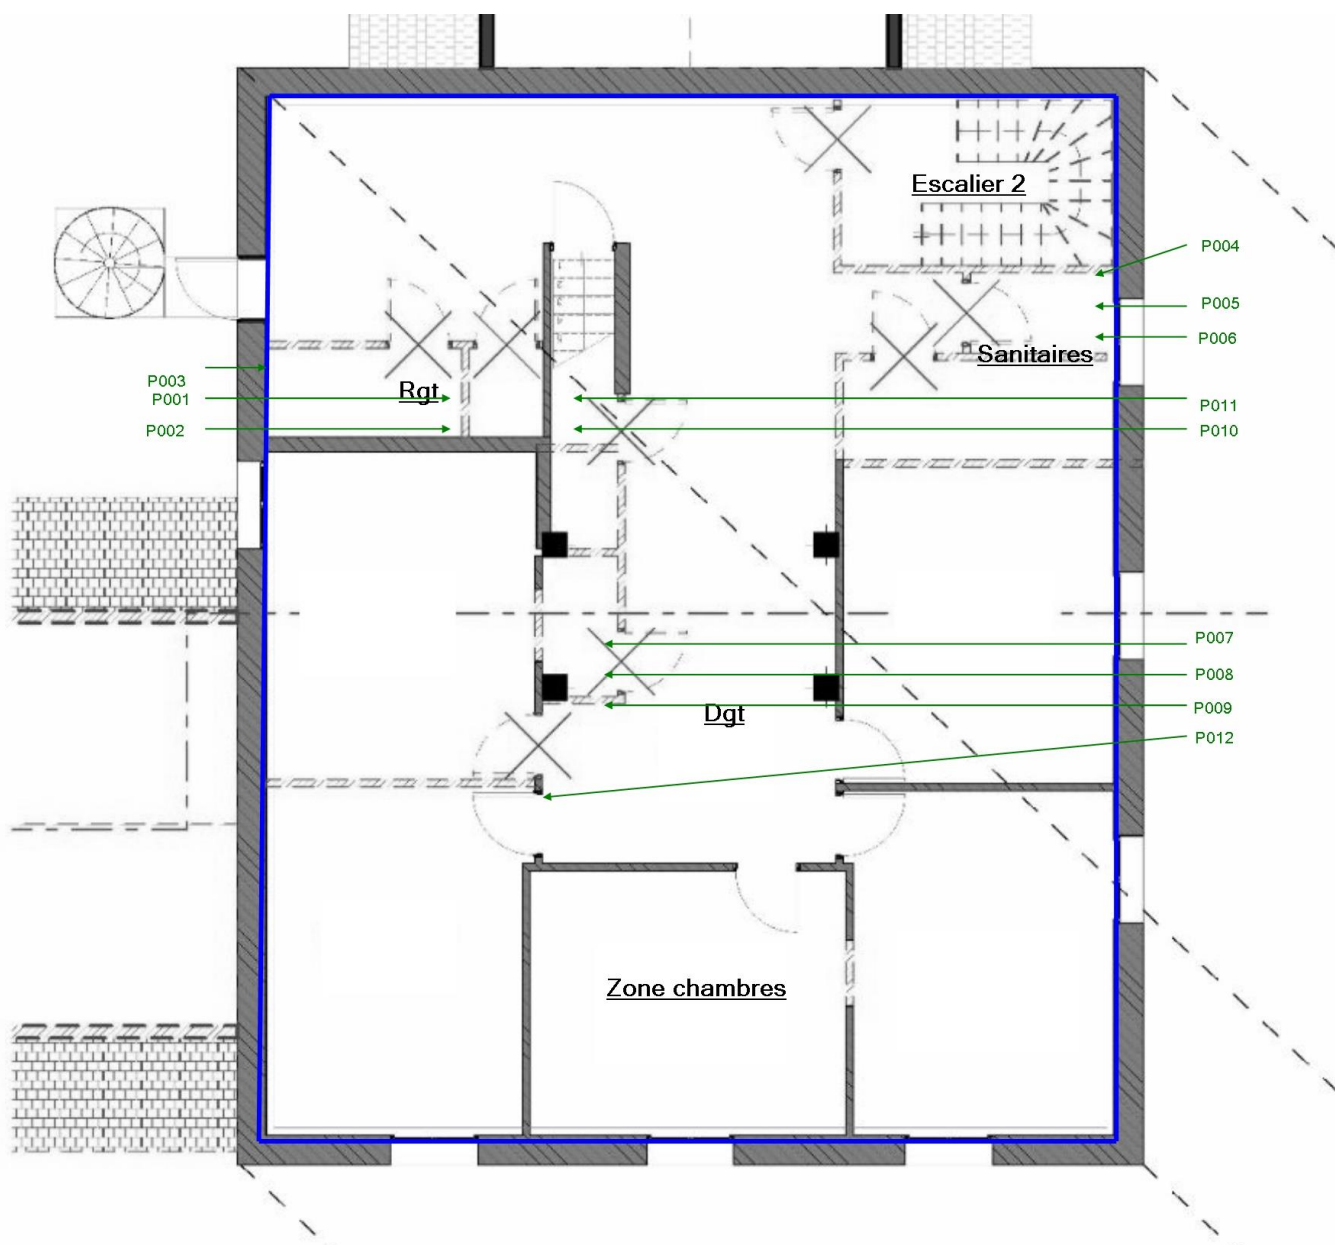 Escalier 2
P004
P005
P006
Sanitaires
P003
P001
Rgt
P011
P002
P010
P007
P008
P009
Dgt
P012
Zone chambres